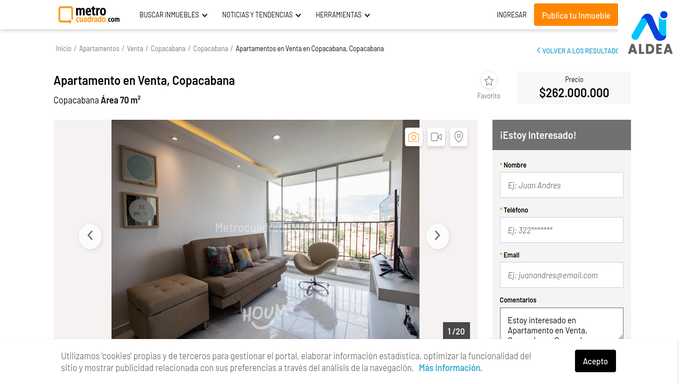 metro
cuadrado.com
BUSCAR INMUEBLES
NOTICIAS Y TENDENCIAS
HERRAMIENTAS
INGRESAR
Publica tu Inmueble
ALDEA
Inicio / Apartamentos / Venta / Copacabana / Copacabana / Apartamentos en Venta en Copacabana, Copacabana
VOLVER A LOS RESULTADO
Apartamento en Venta, Copacabana
Copacabana Área 70 m²
Favorito
Precio
$262.000.000
¡Estoy Interesado!
* Nombre
Ej: Juan Andres
* Teléfono
Ej: 322*******
* Email
Ej: juanandres@email.com
Comentarios
Estoy interesado en
Apartamento en Venta,
Metrocuadrado
HOUM
1 / 20
Utilizamos 'cookies' propias y de terceros para gestionar el portal, elaborar información estadística, optimizar la funcionalidad del
sitio y mostrar publicidad relacionada con sus preferencias a través del análisis de la navegación. Más Información.
Acepto